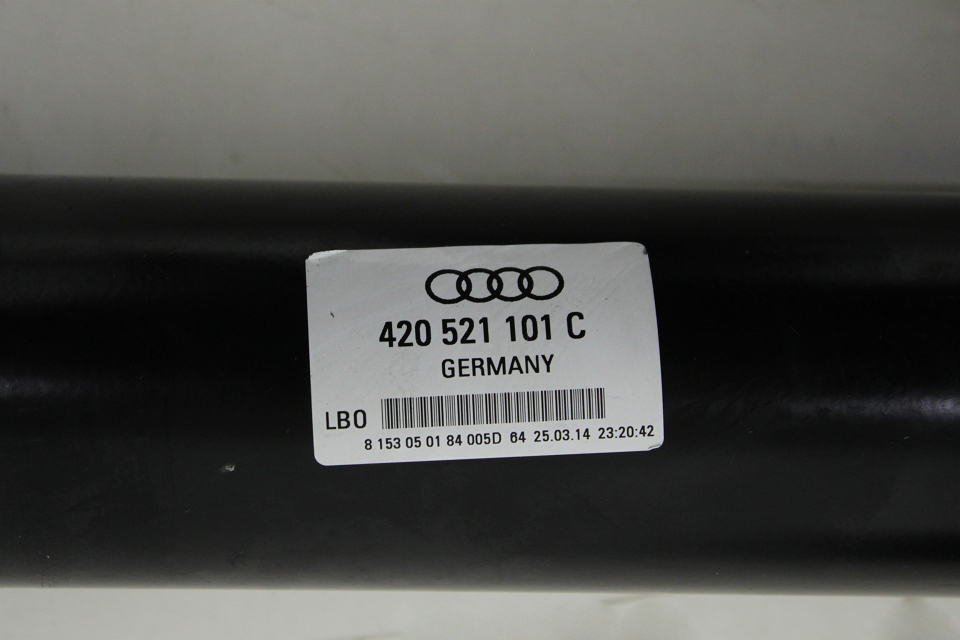 420 521 101 C
GERMANY
LBO
8 153 05 01 84 005D 64 25.03.14 23:20:42